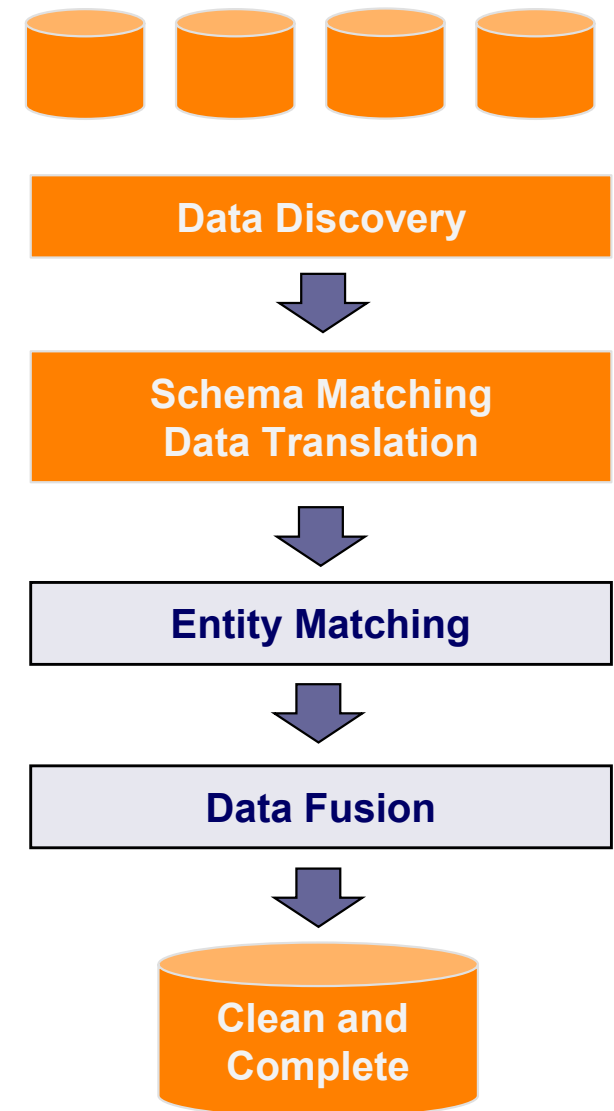 Data Discovery
Schema Matching
Data Translation
Entity Matching
Data Fusion
Clean and
Complete